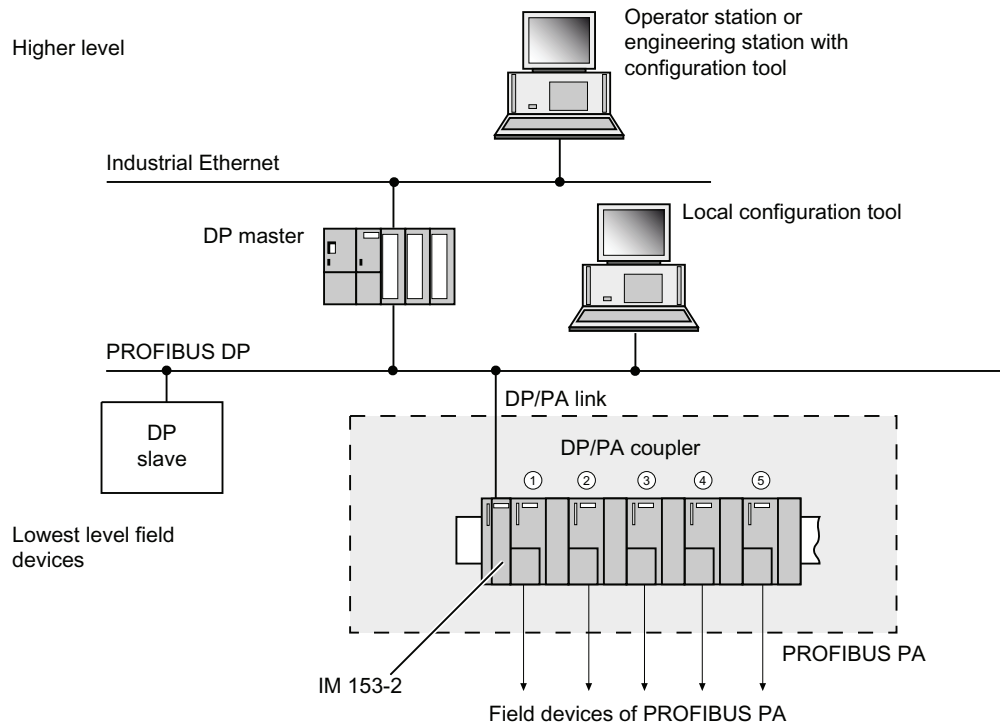 Higher level
Operator station or
engineering station with
configuration tool
Industrial Ethernet
DP master
Local configuration tool
PROFIBUS DP
DP
slave
DP/PA link
DP/PA coupler
1 2 3 4 5
Lowest level field
devices
PROFIBUS PA
IM 153-2
Field devices of PROFIBUS PA